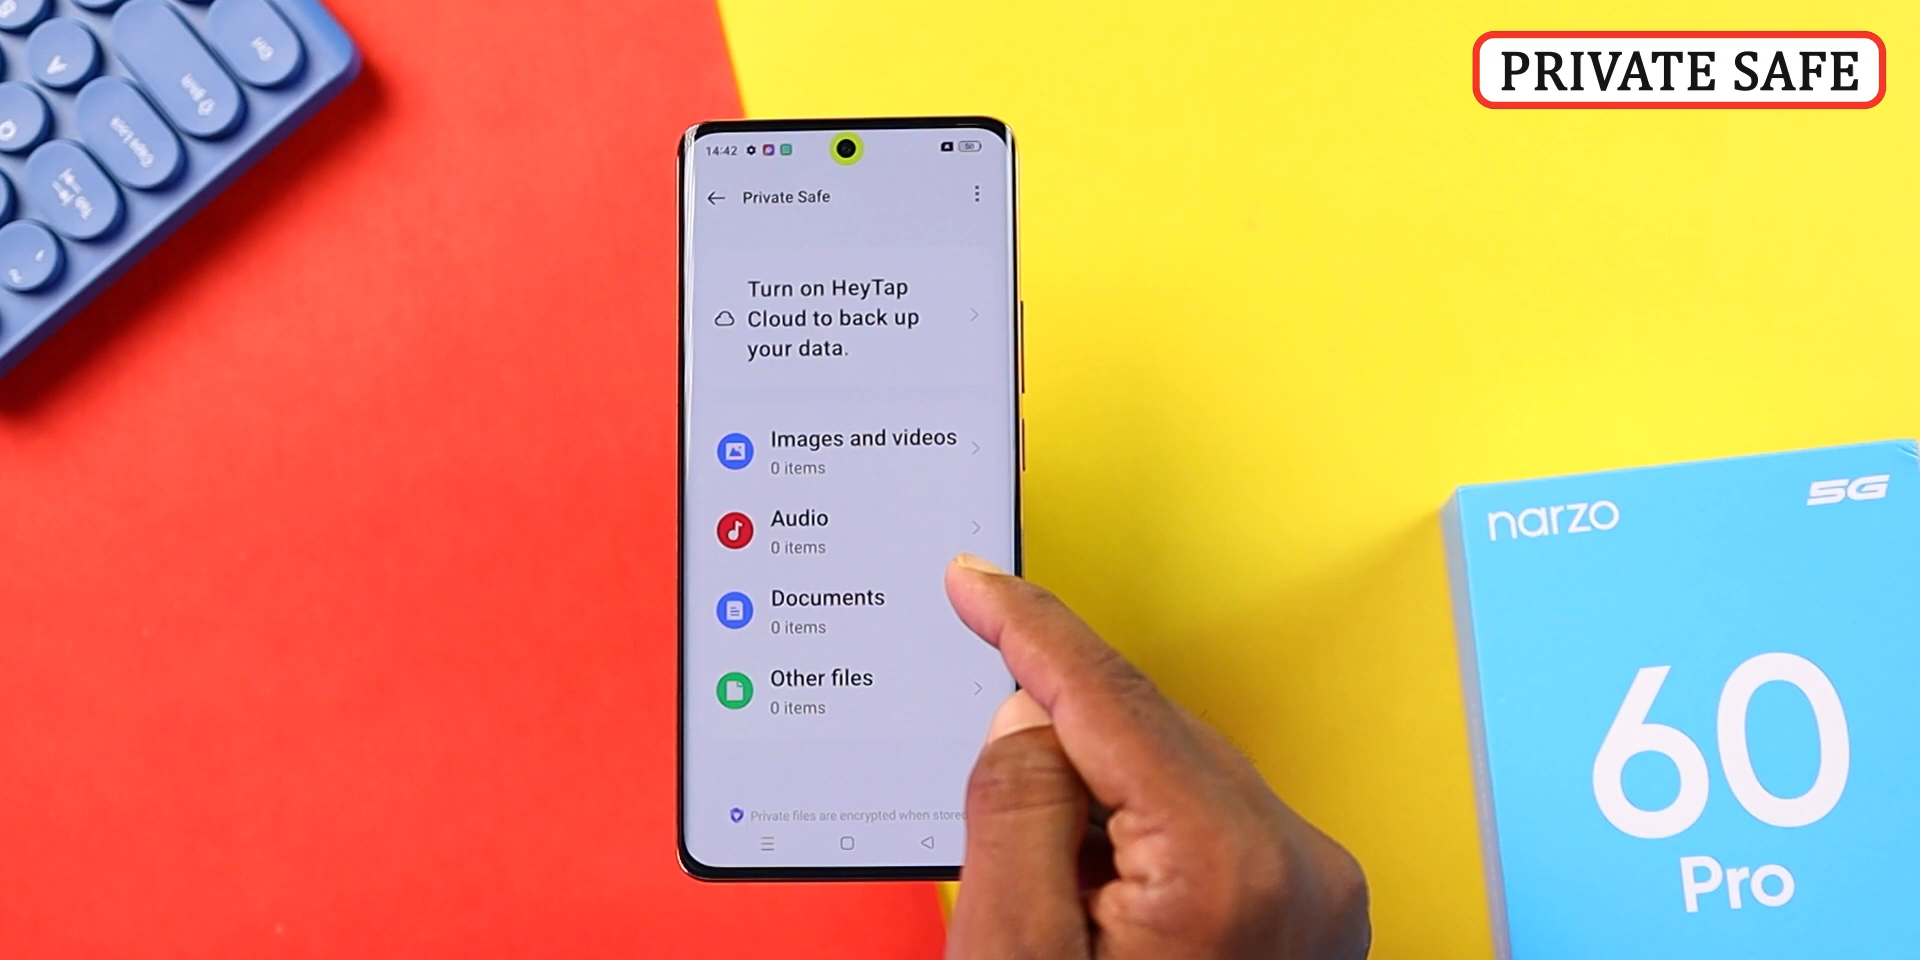 PRIVATE SAFE
14:42
50
Private Safe
Turn on HeyTap
Cloud to back up
your data.
Images and videos
0 items
Audio
0 items
Documents
0 items
Other files
0 items
Private files are encrypted when stored
narzo
5G
60
Pro